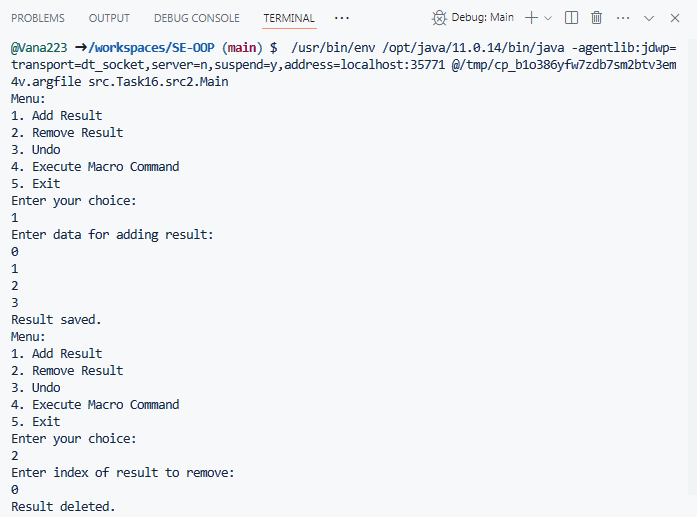 PROBLEMS OUTPUT DEBUG CONSOLE TERMINAL ··· Debug: Main
@Vana223 ➜/workspaces/SE-OOP (main) $  /usr/bin/env /opt/java/11.0.14/bin/java -agentlib:jdwp=
transport=dt_socket,server=n,suspend=y,address=localhost:35771 @/tmp/cp_b1o386yfw7zdb7sm2btv3em
4v.argfile src.Task16.src2.Main
Menu:
1. Add Result
2. Remove Result
3. Undo
4. Execute Macro Command
5. Exit
Enter your choice:
1
Enter data for adding result:
0
1
2
3
Result saved.
Menu:
1. Add Result
2. Remove Result
3. Undo
4. Execute Macro Command
5. Exit
Enter your choice:
2
Enter index of result to remove:
0
Result deleted.